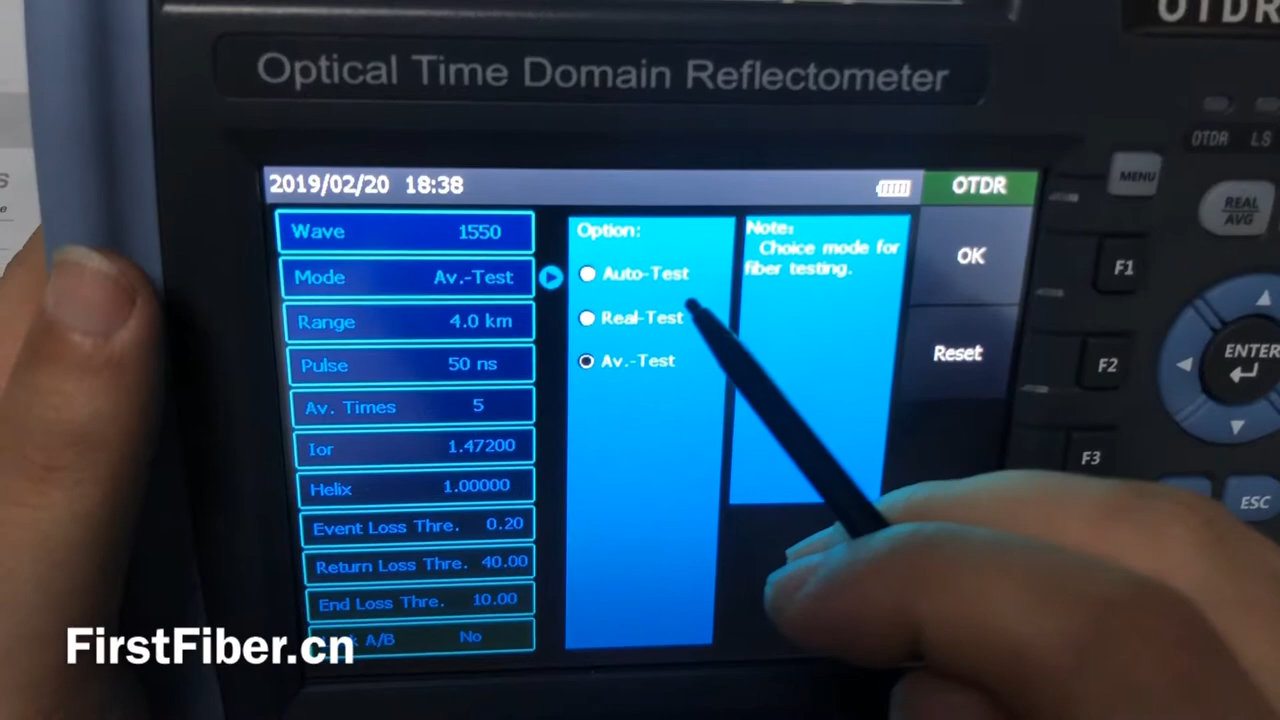 OTDR
Optical Time Domain Reflectometer
OTDR LS
2019/02/20 18:38
OTDR
MENU
REAL
AVG
Wave 1550
Mode Av.-Test
Range 4.0 km
Pulse 50 ns
Av. Times 5
Ior 1.47200
Helix 1.00000
Event Loss Thre. 0.20
Return Loss Thre. 40.00
End Loss Thre. 10.00
A/B No
Option:
Auto-Test
Real-Test
Av.-Test
Note:
Choice mode for
fiber testing.
OK
Reset
F1
F2
F3
ENTER
ESC
FirstFiber.cn